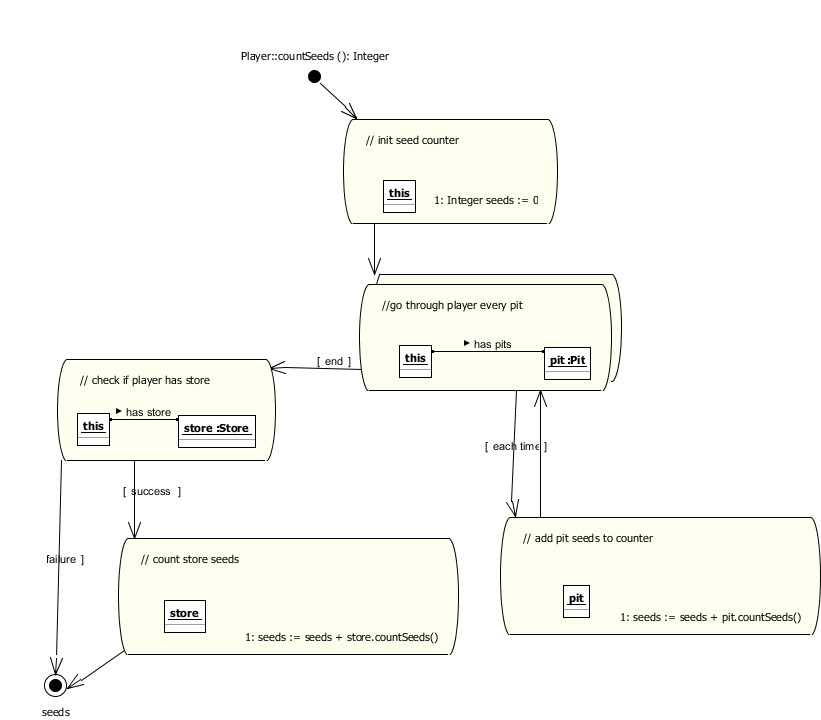 Player::countSeeds (): Integer
// init seed counter
this
1: Integer seeds := 0
//go through player every pit
this
has pits
pit :Pit
[ end ]
// check if player has store
this
has store
store :Store
[ each time ]
[ success ]
// add pit seeds to counter
pit
1: seeds := seeds + pit.countSeeds()
failure ]
// count store seeds
store
1: seeds := seeds + store.countSeeds()
seeds